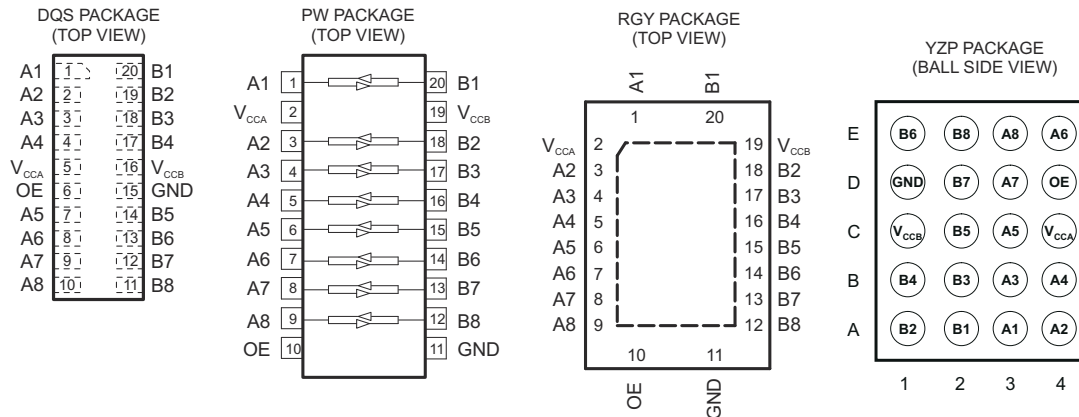 DQS PACKAGE
(TOP VIEW)
A1 1 20 B1
A2 2 19 B2
A3 3 18 B3
A4 4 17 B4
VCCA 5 16 VCCB
OE 6 15 GND
A5 7 14 B5
A6 8 13 B6
A7 9 12 B7
A8 10 11 B8
PW PACKAGE
(TOP VIEW)
A1 1 20 B1
VCCA 2 19 VCCB
A2 3 18 B2
A3 4 17 B3
A4 5 16 B4
A5 6 15 B5
A6 7 14 B6
A7 8 13 B7
A8 9 12 B8
OE 10 11 GND
RGY PACKAGE
(TOP VIEW)
A1 B1
1 20
VCCA 2 19 VCCB
A2 3 18 B2
A3 4 17 B3
A4 5 16 B4
A5 6 15 B5
A6 7 14 B6
A7 8 13 B7
A8 9 12 B8
10 11
OE GND
YZP PACKAGE
(BALL SIDE VIEW)
E B6 B8 A8 A6
D GND B7 A7 OE
C VCCB B5 A5 VCCA
B B4 B3 A3 A4
A B2 B1 A1 A2
1 2 3 4